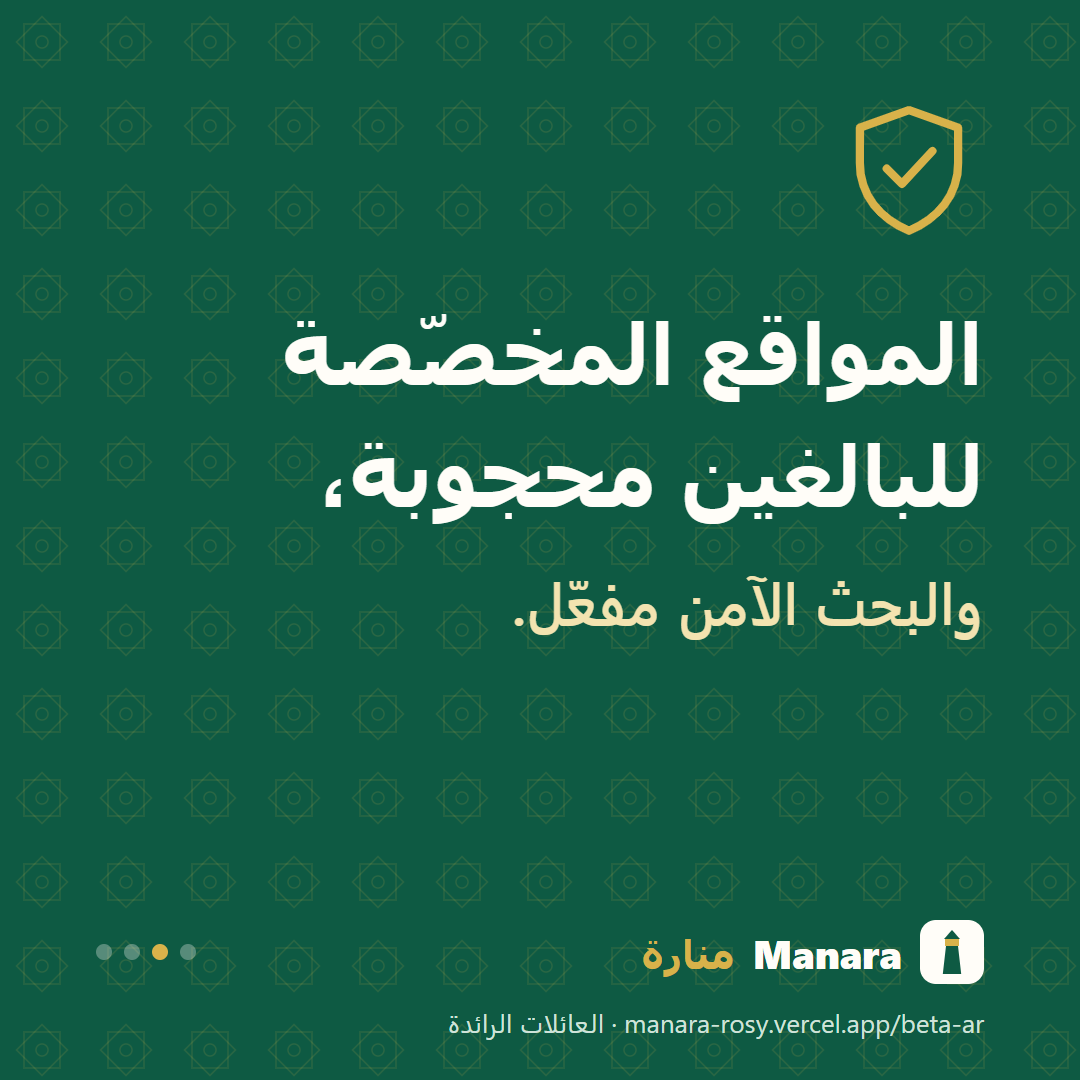 المواقع المخصّصة
للبالغين محجوبة،
والبحث الآمن مفعّل.
Manara منارة
manara-rosy.vercel.app/beta-ar · العائلات الرائدة